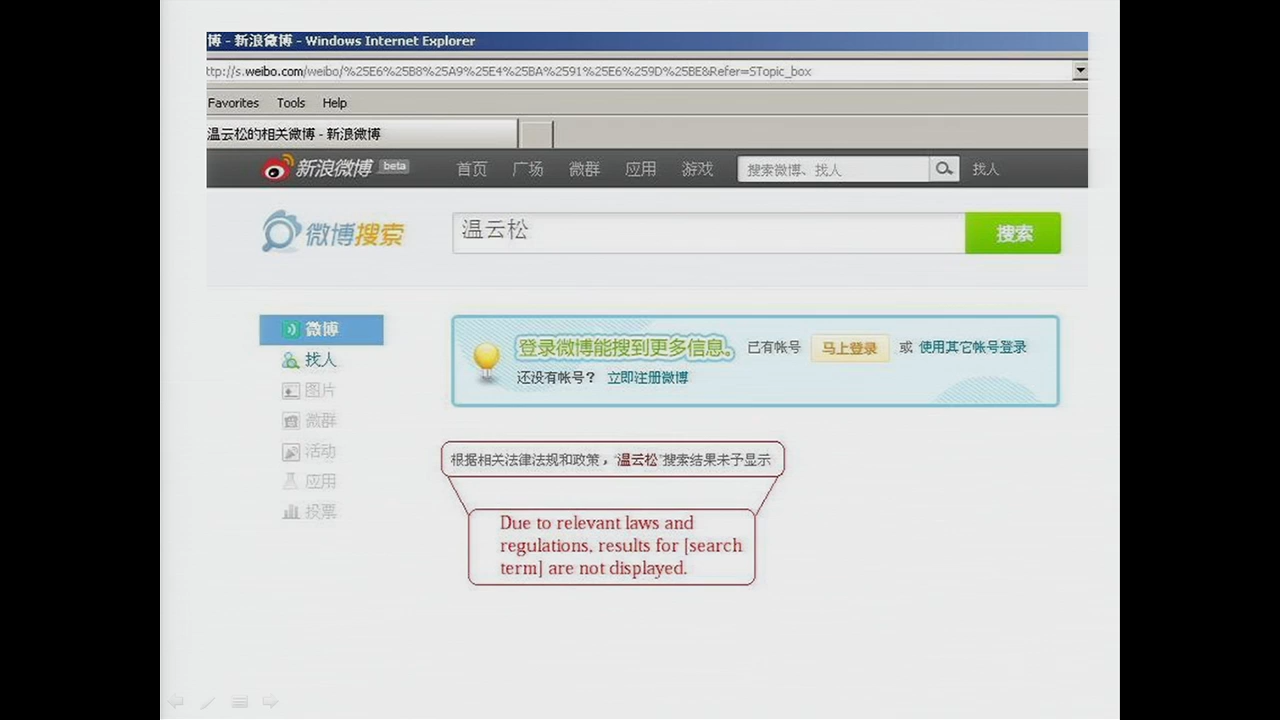 博 - 新浪微博 - Windows Internet Explorer
ttp://s.weibo.com/weibo/%25E6%25B8%25A9%25E4%25BA%2591%25E6%259D%25BE&Refer=STopic_box
Favorites Tools Help
温云松的相关微博 - 新浪微博
新浪微博 beta 首页 广场 微群 应用 游戏 搜索微博、找人 找人
微博搜索 温云松 搜索
微博
找人
图片
微群
活动
应用
投票
登录微博能搜到更多信息。 已有帐号 马上登录 或 使用其它帐号登录
还没有帐号？ 立即注册微博
根据相关法律法规和政策，“温云松”搜索结果未予显示
Due to relevant laws and
regulations, results for [search
term] are not displayed.